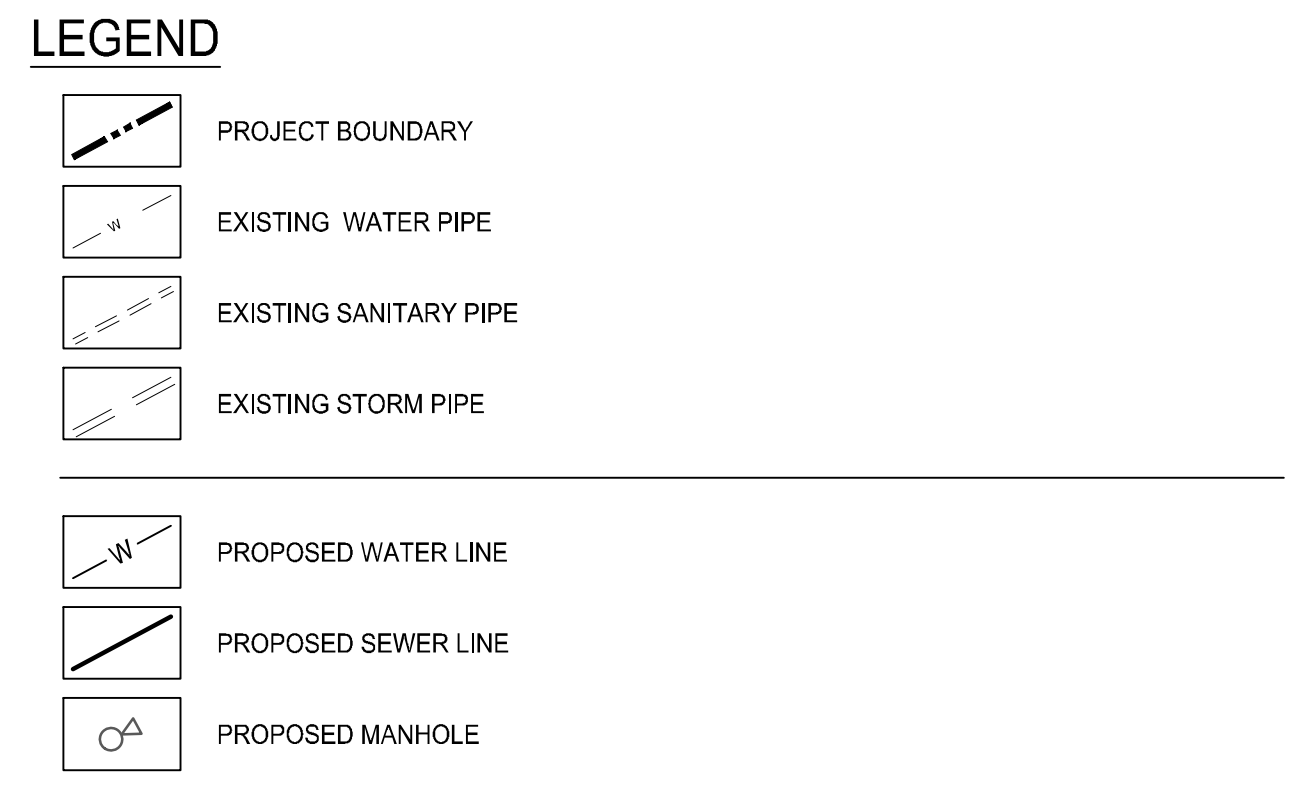 LEGEND
PROJECT BOUNDARY
W
EXISTING WATER PIPE
EXISTING SANITARY PIPE
EXISTING STORM PIPE
W
PROPOSED WATER LINE
PROPOSED SEWER LINE
PROPOSED MANHOLE